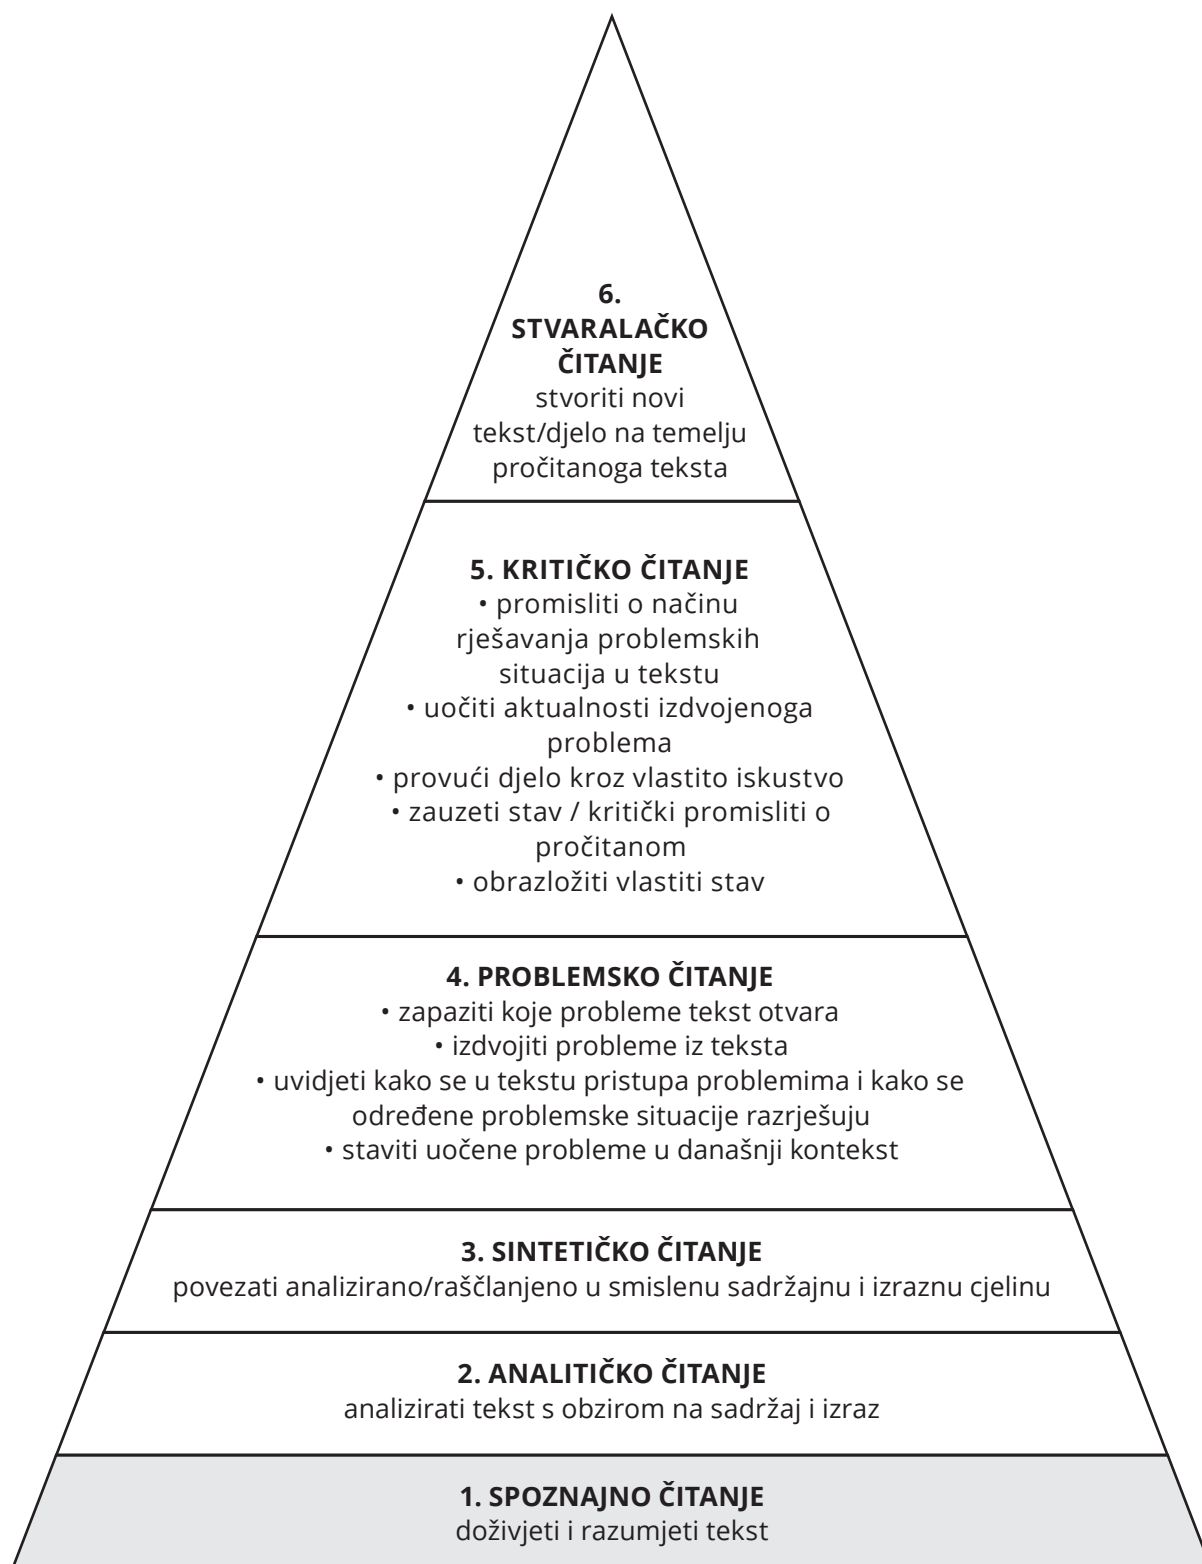 6.
STVARALAČKO
ČITANJE
stvoriti novi
tekst/djelo na temelju
pročitanoga teksta
5. KRITIČKO ČITANJE
• promisliti o načinu
rješavanja problemskih
situacija u tekstu
• uočiti aktualnosti izdvojenoga
problema
• provući djelo kroz vlastito iskustvo
• zauzeti stav / kritički promisliti o
pročitanom
• obrazložiti vlastiti stav
4. PROBLEMSKO ČITANJE
• zapaziti koje probleme tekst otvara
• izdvojiti probleme iz teksta
• uvidjeti kako se u tekstu pristupa problemima i kako se
određene problemske situacije razrješuju
• staviti uočene probleme u današnji kontekst
3. SINTETIČKO ČITANJE
povezati analizirano/raščlanjeno u smislenu sadržajnu i izraznu cjelinu
2. ANALITIČKO ČITANJE
analizirati tekst s obzirom na sadržaj i izraz
1. SPOZNAJNO ČITANJE
doživjeti i razumjeti tekst